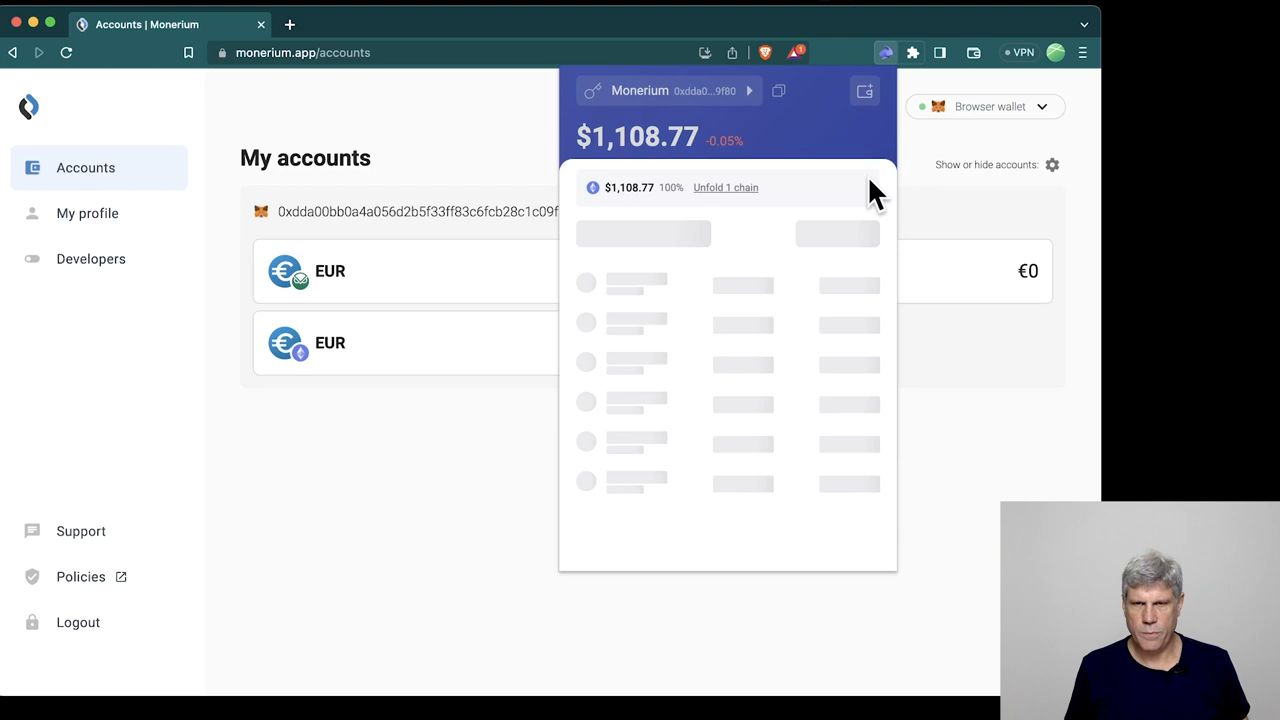 Accounts | Monerium
monerium.app/accounts
1
VPN
Monerium 0xdda0...9f80
$1,108.77 -0.05%
Browser wallet
Accounts
My accounts
Show or hide accounts:
$1,108.77 100% Unfold 1 chain
My profile
0xdda00bb0a4a056d2b5f33ff83c6fcb28c1c09f
Developers
EUR
€0
EUR
Support
Policies
Logout